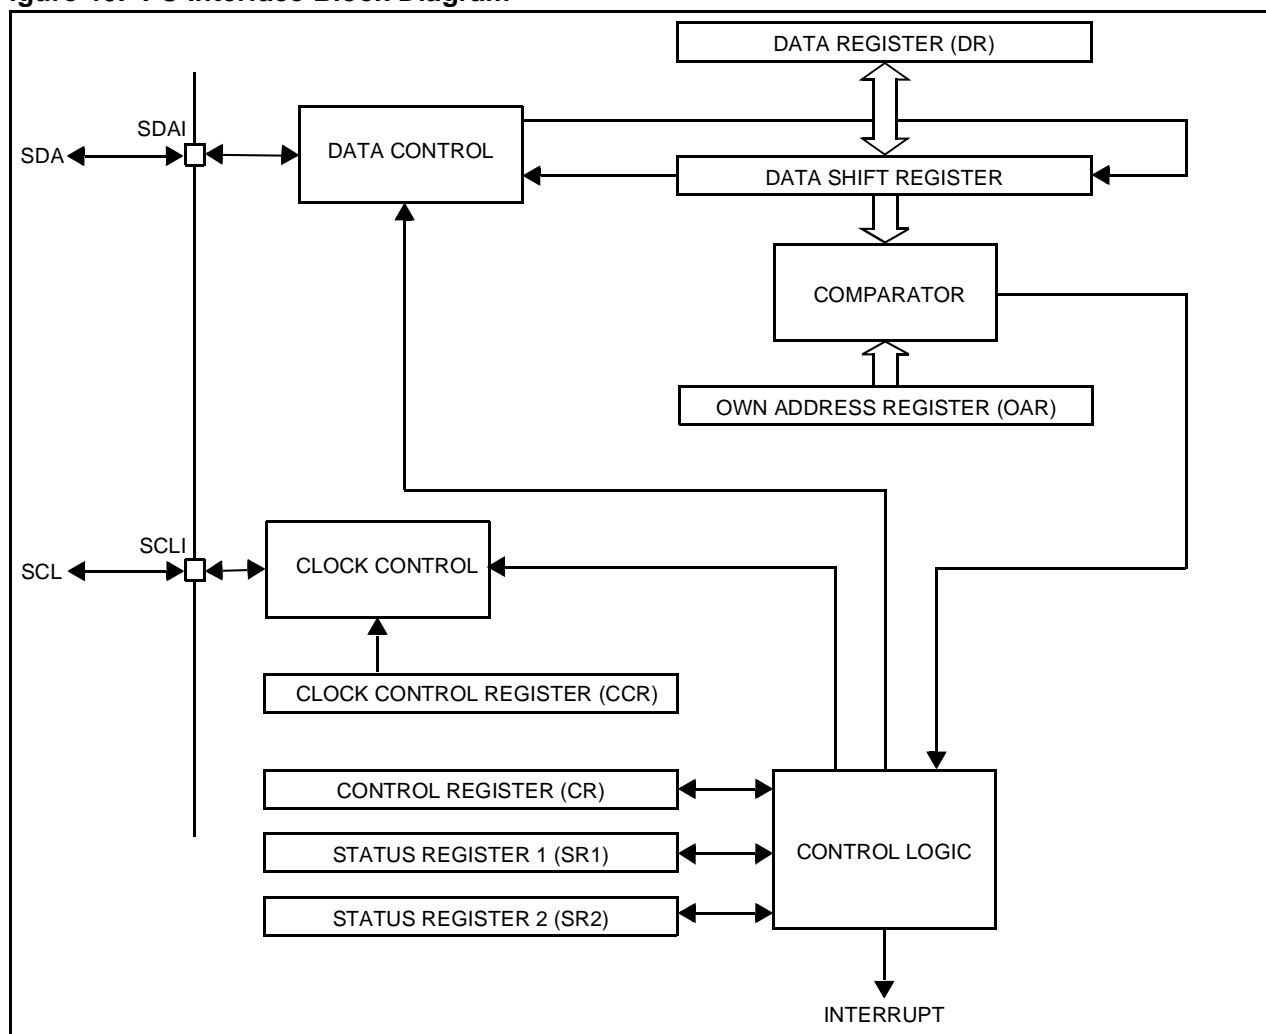 DATA REGISTER (DR)
SDAI
SDA
DATA CONTROL
DATA SHIFT REGISTER
COMPARATOR
OWN ADDRESS REGISTER (OAR)
SCLI
SCL
CLOCK CONTROL
CLOCK CONTROL REGISTER (CCR)
CONTROL REGISTER (CR)
STATUS REGISTER 1 (SR1)
CONTROL LOGIC
STATUS REGISTER 2 (SR2)
INTERRUPT